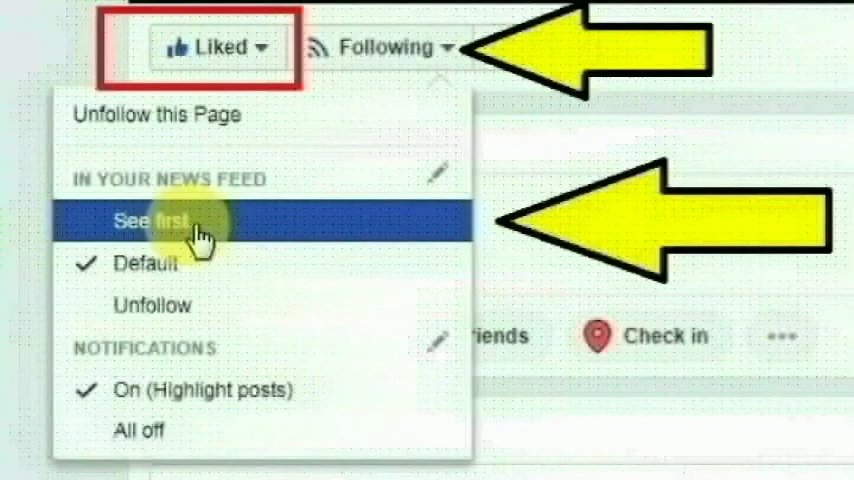 Liked Following
Unfollow this Page
IN YOUR NEWS FEED
See first
Default
Unfollow
NOTIFICATIONS
On (Highlight posts)
All off
riends Check in